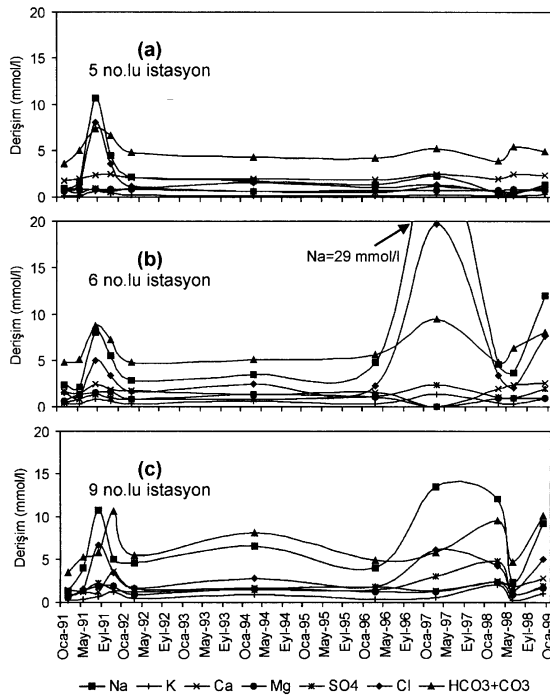 20
(a)
5 no.lu istasyon
15
Derişim (mmol/l)
10
5
0
20
(b)
6 no.lu istasyon
Na=29 mmol/l
15
Derişim (mmol/l)
10
5
0
20
(c)
9 no.lu istasyon
15
Derişim (mmol/l)
10
5
0
Oca-91
May-91
Eyl-91
Oca-92
May-92
Eyl-92
Oca-93
May-93
Eyl-93
Oca-94
May-94
Eyl-94
Oca-95
May-95
Eyl-95
Oca-96
May-96
Eyl-96
Oca-97
May-97
Eyl-97
Oca-98
May-98
Eyl-98
Oca-99
Na K Ca Mg SO4 Cl HCO3+CO3